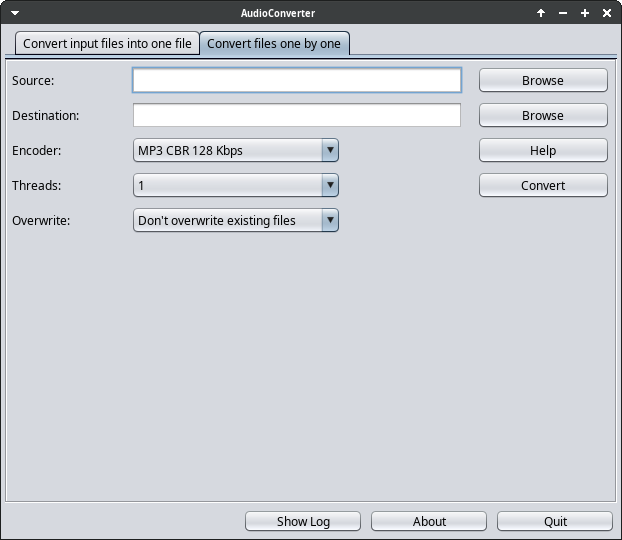 AudioConverter
Convert input files into one file Convert files one by one
Source: Browse
Destination: Browse
Encoder: MP3 CBR 128 Kbps Help
Threads: 1 Convert
Overwrite: Don't overwrite existing files
Show Log About Quit